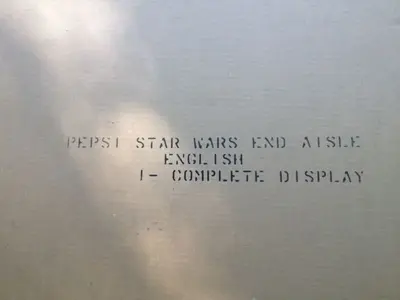 PEPSI STAR WARS END AISLE
ENGLISH
1- COMPLETE DISPLAY